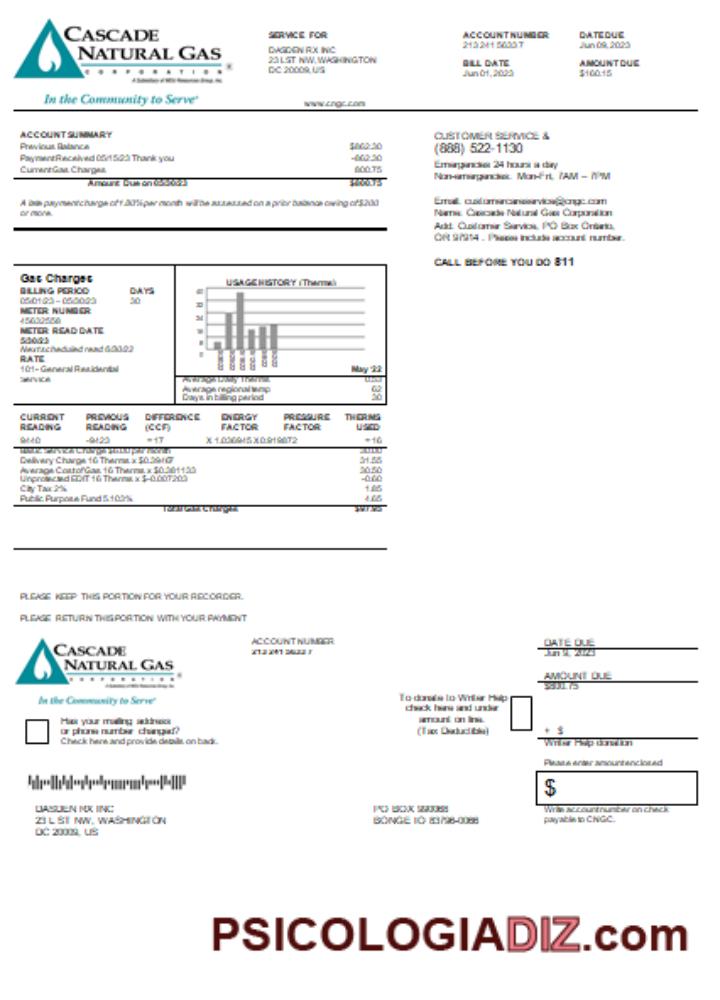 CASCADE
NATURAL GAS
CORPORATION
A Subsidiary of MDU Resources Group, Inc.
In the Community to Serve
www.cngc.com
SERVICE FOR
DASDEN RX INC
23 L ST NW, WASHINGTON
DC 20009, US
ACCOUNT NUMBER
213 241 5633 7
BILL DATE
Jun 01, 2023
DATE DUE
Jun 09, 2023
AMOUNT DUE
$160.15
ACCOUNT SUMMARY
Previous Balance $862.30
Payment Received 05/15/23 Thank you -862.30
Current Gas Charges 800.75
Amount Due on 05/30/23 $800.75
A late payment charge of 1.00% per month will be assessed on a prior balance owing of $200
or more.
CUSTOMER SERVICE &
(888) 522-1130
Emergencies 24 hours a day
Non-emergencies. Mon-Fri, 7AM – 7PM
Email. customercareservice@cngc.com
Name. Cascade Natural Gas Corporation
Add. Customer Service, PO Box Ontario,
OR 97914 . Please include account number.
CALL BEFORE YOU DO 811
Gas Charges
BILLING PERIOD DAYS
05/01/23 – 05/30/23 30
METER NUMBER
METER READ DATE
5/30/23
Next scheduled read 6/30/22
RATE
101- General Residential
Service
USAGE HISTORY (Therms)
May '22
Average Daily Therms 0.53
Average regional temp 62
Days in billing period 30
CURRENT READING PREVIOUS READING DIFFERENCE (CCF) ENERGY FACTOR PRESSURE FACTOR THERMS USED
9440 -9423 =17 X 1.036945 X 0.919872 =16
Basic Service Charge $6.00 per month 30.00
Delivery Charge 16 Therms x $0.39467 31.55
Average Cost of Gas 16 Therms x $0.381133 30.50
Unprotected EDIT 16 Therms x $-0.007203 -0.60
City Tax 2% 1.85
Public Purpose Fund 5.103% 4.65
Total Gas Charges $97.95
PLEASE KEEP THIS PORTION FOR YOUR RECORDER.
PLEASE RETURN THIS PORTION WITH YOUR PAYMENT
CASCADE
NATURAL GAS
CORPORATION
In the Community to Serve
ACCOUNT NUMBER
213 241 5633 7
DATE DUE
Jun 9, 2023
AMOUNT DUE
$800.75
To donate to Writer Help
check here and under
amount on line.
(Tax Deductible)
+ $
Writer Help donation
Has your mailing address
or phone number changed?
Check here and provide details on back.
Please enter amount enclosed
$
Write account number on check
payable to CNGC.
DASDEN RX INC
23 L ST NW, WASHINGTON
DC 20009, US
PO BOX 990065
BONGE IO 83798-0066
PSICOLOGIADIZ.com